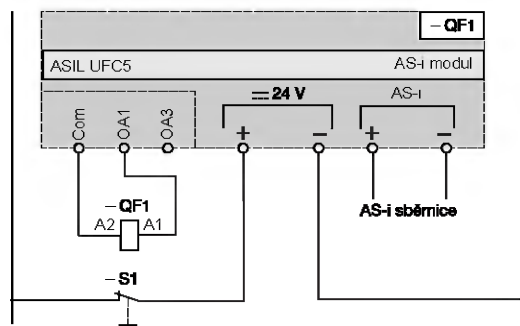 – QF1
ASIL UFC5 AS-i modul
Com OA1 OA3
24 V
AS-i
+ – + –
– QF1
A2 A1
AS-i sběrnice
– S1